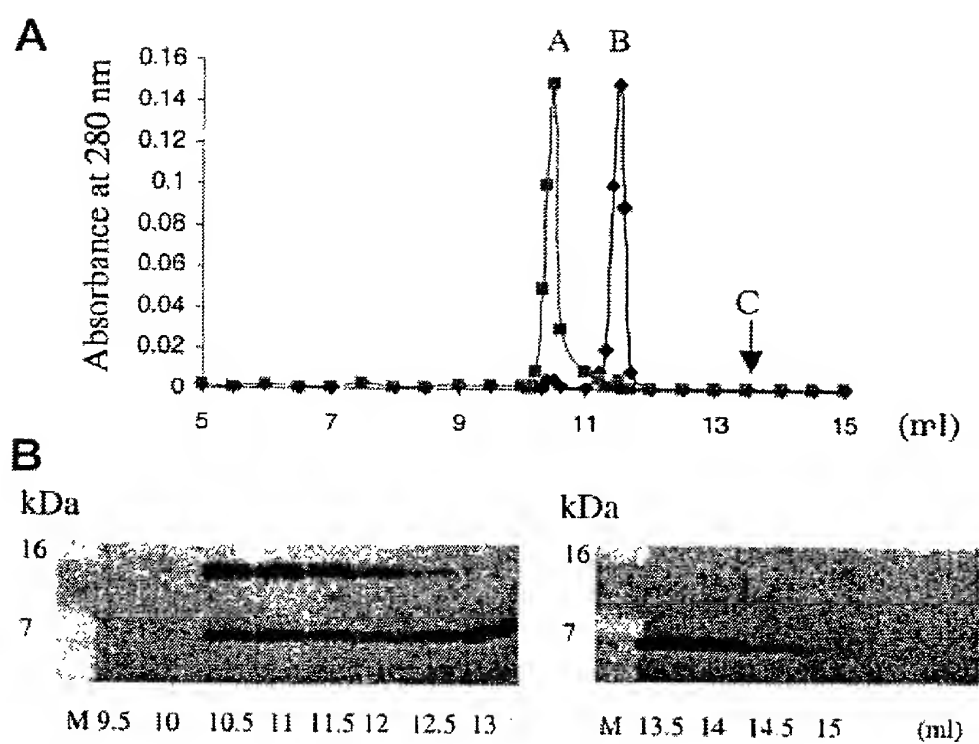 A
A B
0.16
0.14
0.12
0.1
0.08
0.06
0.04
0.02
0
Absorbance at 280 nm
C
5 7 9 11 13 15 (ml)
B
kDa kDa
16 16
7 7
M 9.5 10 10.5 11 11.5 12 12.5 13 M 13.5 14 14.5 15 (ml)